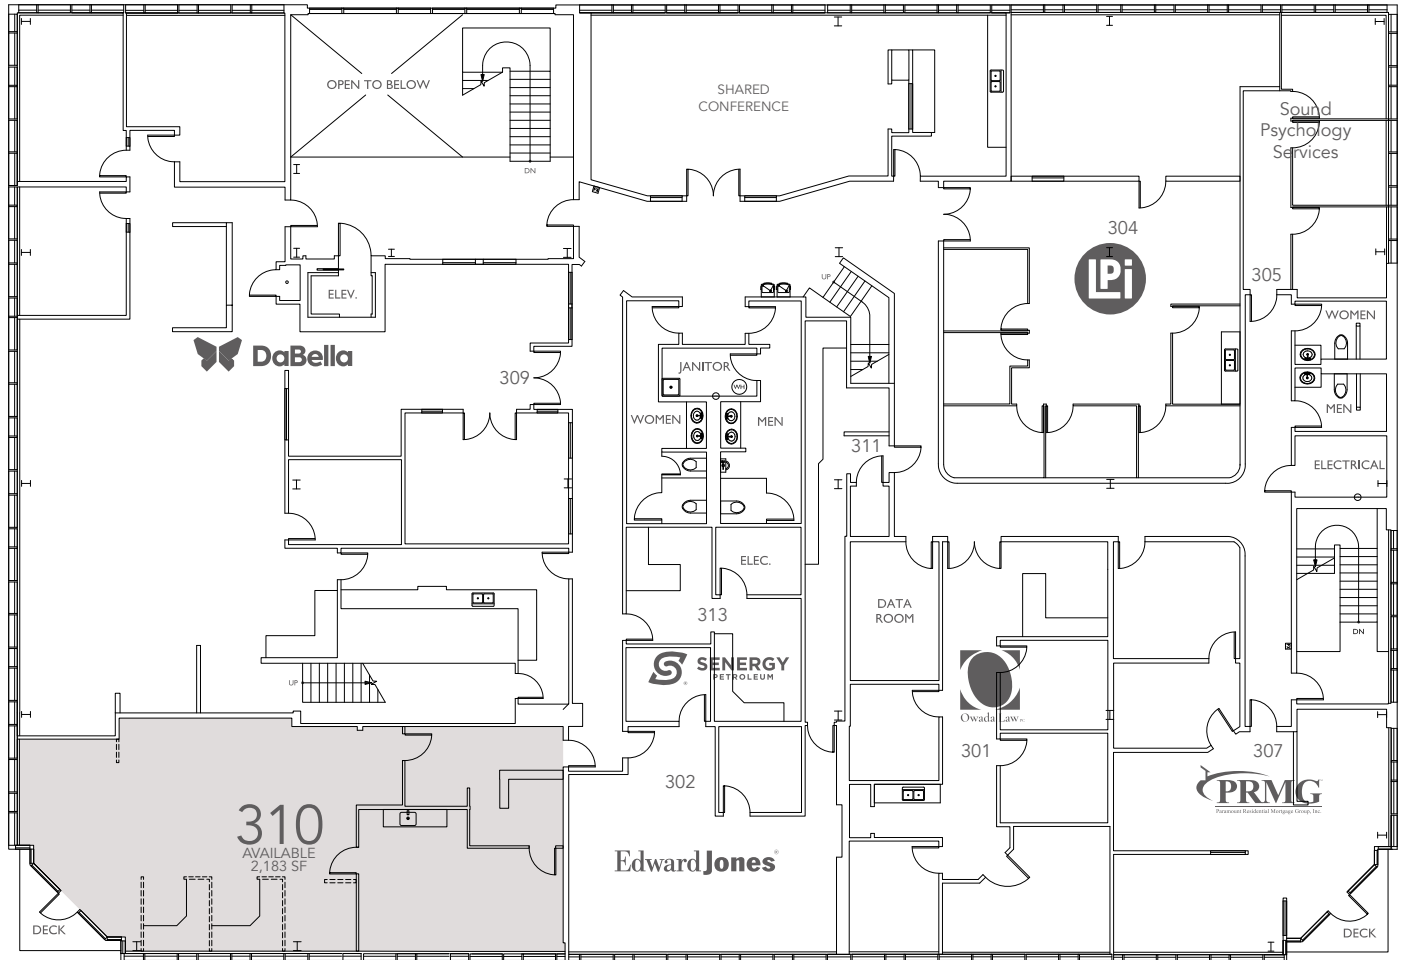 OPEN TO BELOW
DN
SHARED
CONFERENCE
Sound
Psychology
Services
304
LPi
305
UP
ELEV.
DaBella
309
WOMEN
MEN
JANITOR
WH
WOMEN
MEN
311
ELECTRICAL
ELEC.
DATA
ROOM
313
SENERGY
PETROLEUM
DN
UP
Owada Law PC
301
307
PRMG
Paramount Residential Mortgage Group, Inc.
302
310
AVAILABLE
2,183 SF
Edward Jones
DECK
DECK